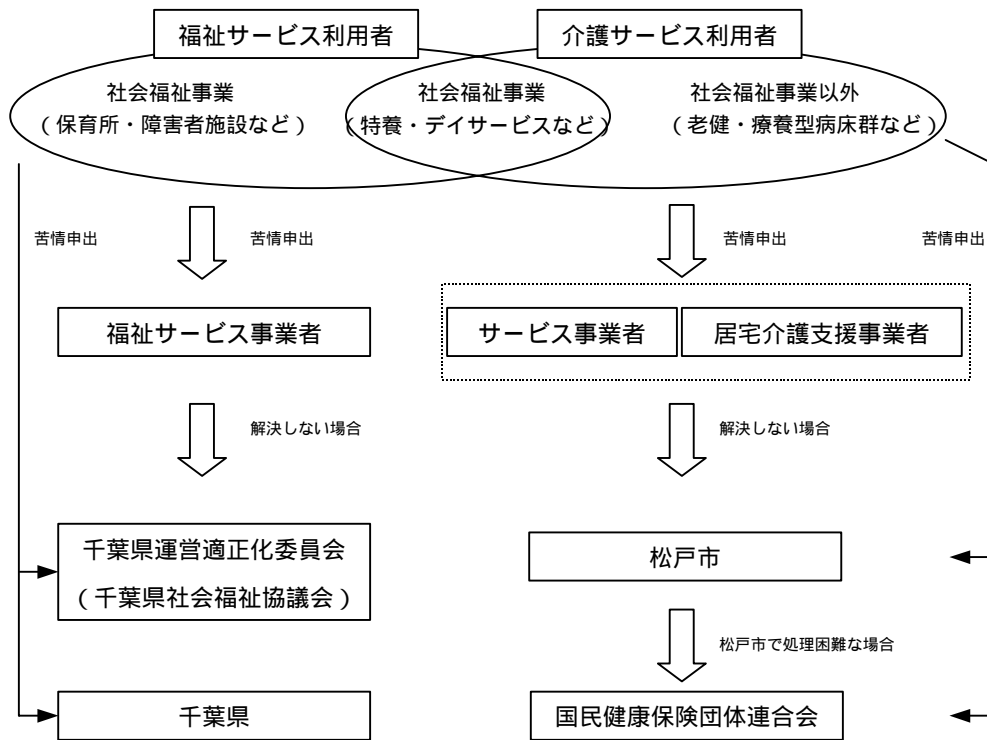 福祉サービス利用者
介護サービス利用者
社会福祉事業
(保育所・障害者施設など)
社会福祉事業
(特養・デイサービスなど)
社会福祉事業以外
(老健・療養型病床群など)
苦情申出
苦情申出
苦情申出
苦情申出
福祉サービス事業者
サービス事業者
居宅介護支援事業者
解決しない場合
解決しない場合
千葉県運営適正化委員会
(千葉県社会福祉協議会)
松戸市
松戸市で処理困難な場合
千葉県
国民健康保険団体連合会